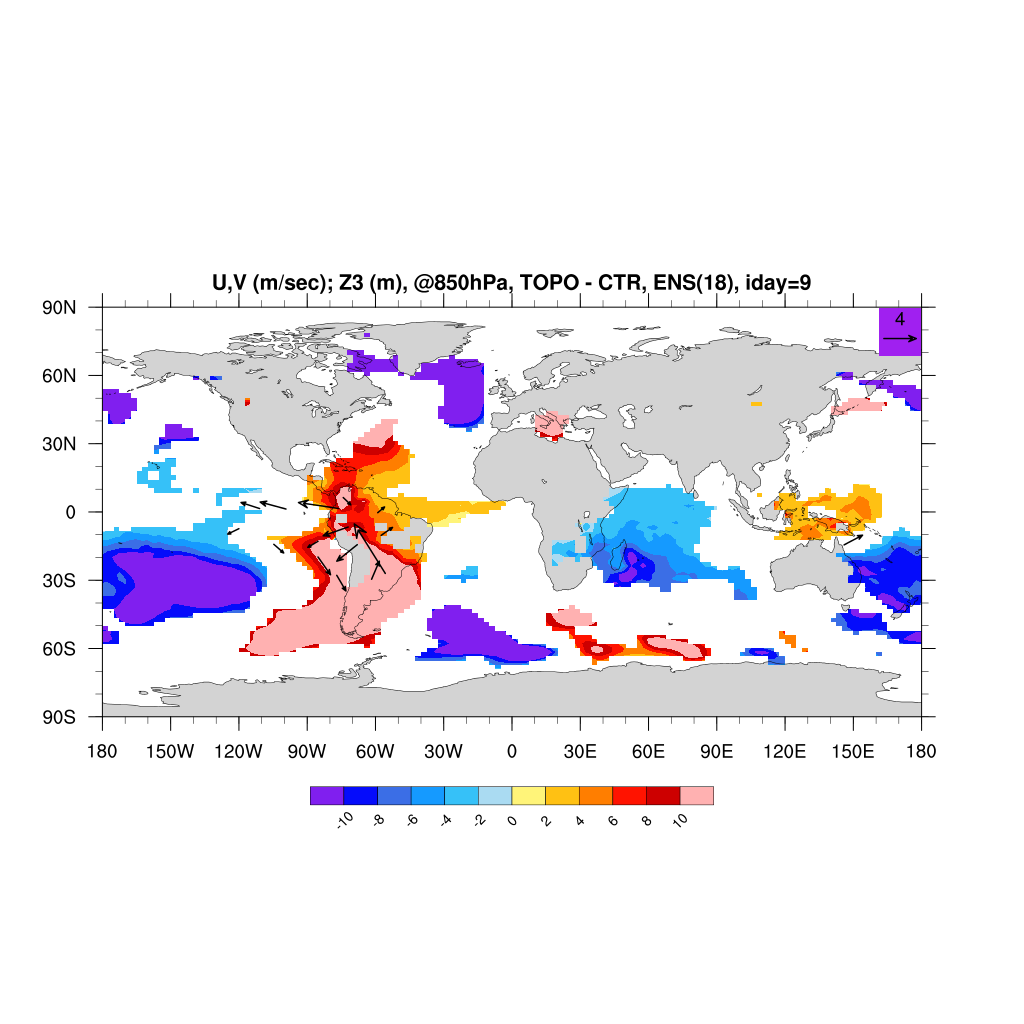 U,V (m/sec); Z3 (m), @850hPa, TOPO - CTR, ENS(18), iday=9
4
90N
60N
30N
0
30S
60S
90S
180 150W 120W 90W 60W 30W 0 30E 60E 90E 120E 150E 180
-10 -8 -6 -4 -2 0 2 4 6 8 10